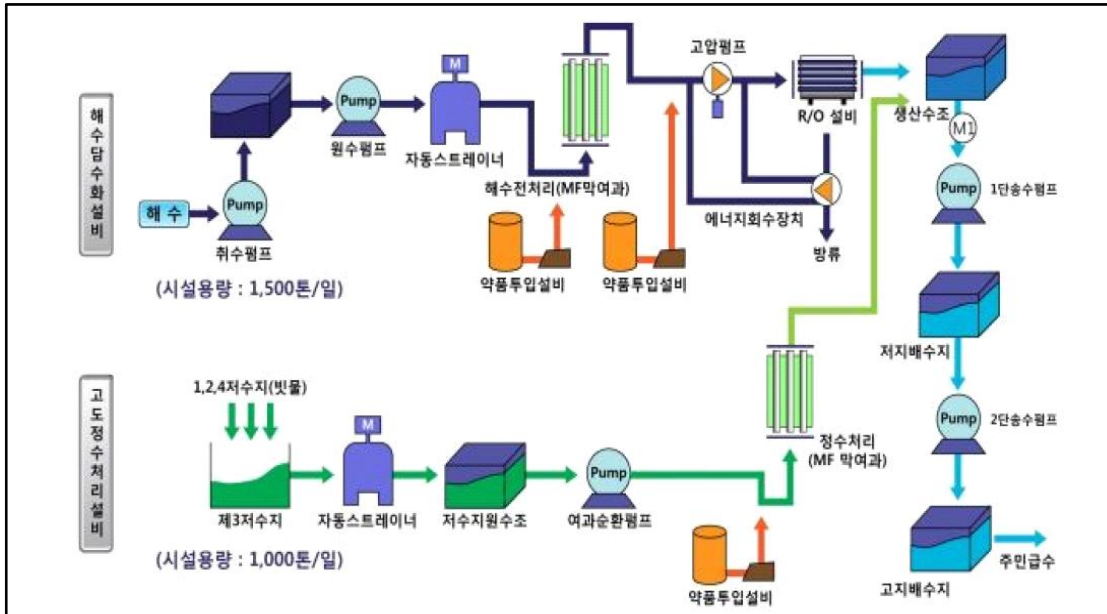 해수담수화설비
고압펌프
M
Pump
원수펌프
자동스트레이너
R/O 설비
생산수조
M1
해수전처리(MF막여과)
해 수
Pump
취수펌프
에너지회수장치
방류
Pump
1단송수펌프
약품투입설비
약품투입설비
(시설용량 : 1,500톤/일)
저지배수지
고도정수처리설비
1,2,4저수지(빗물)
M
제3저수지
자동스트레이너
저수지원수조
Pump
여과순환펌프
정수처리
(MF 막여과)
Pump
2단송수펌프
(시설용량 : 1,000톤/일)
약품투입설비
고지배수지
주민급수